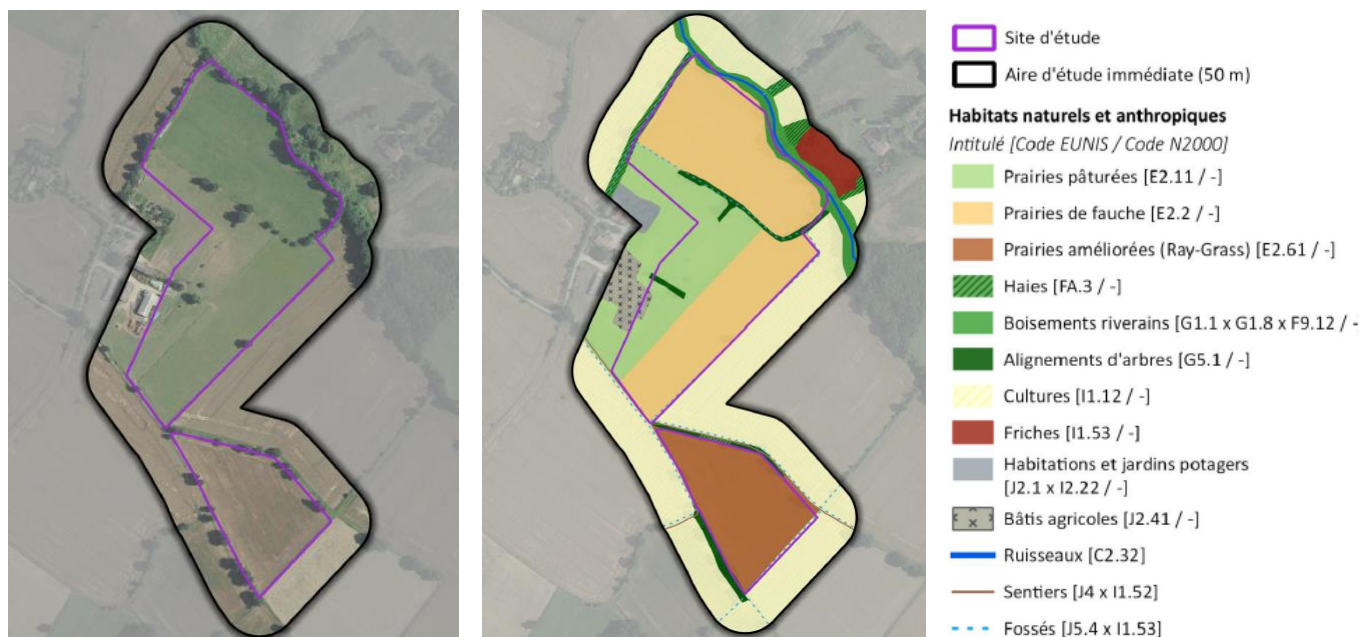 Site d'étude
Aire d'étude immédiate (50 m)
Habitats naturels et anthropiques
Intitulé [Code EUNIS / Code N2000]
Prairies pâturées [E2.11 / -]
Prairies de fauche [E2.2 / -]
Prairies améliorées (Ray-Grass) [E2.61 / -]
Haies [FA.3 / -]
Boisements riverains [G1.1 x G1.8 x F9.12 / -
Alignements d'arbres [G5.1 / -]
Cultures [I1.12 / -]
Friches [I1.53 / -]
Habitations et jardins potagers
[J2.1 x I2.22 / -]
Bâtis agricoles [J2.41 / -]
Ruisseaux [C2.32]
Sentiers [J4 x I1.52]
Fossés [J5.4 x I1.53]